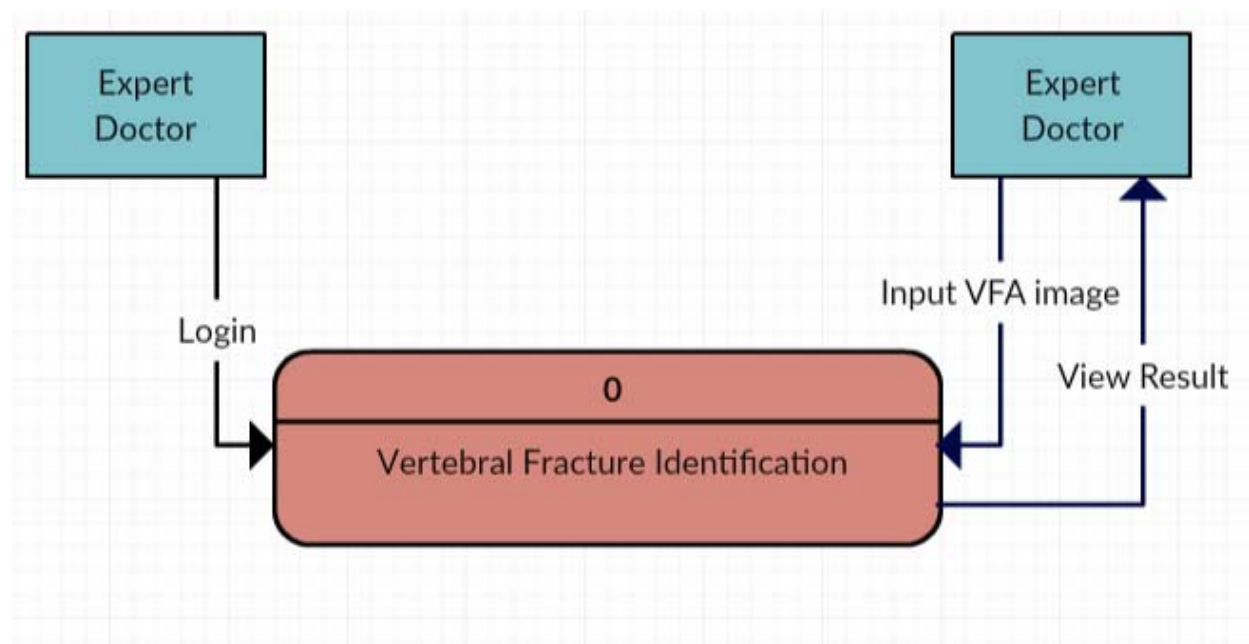 Expert
Doctor
Expert
Doctor
Input VFA image
Login
View Result
0
Vertebral Fracture Identification